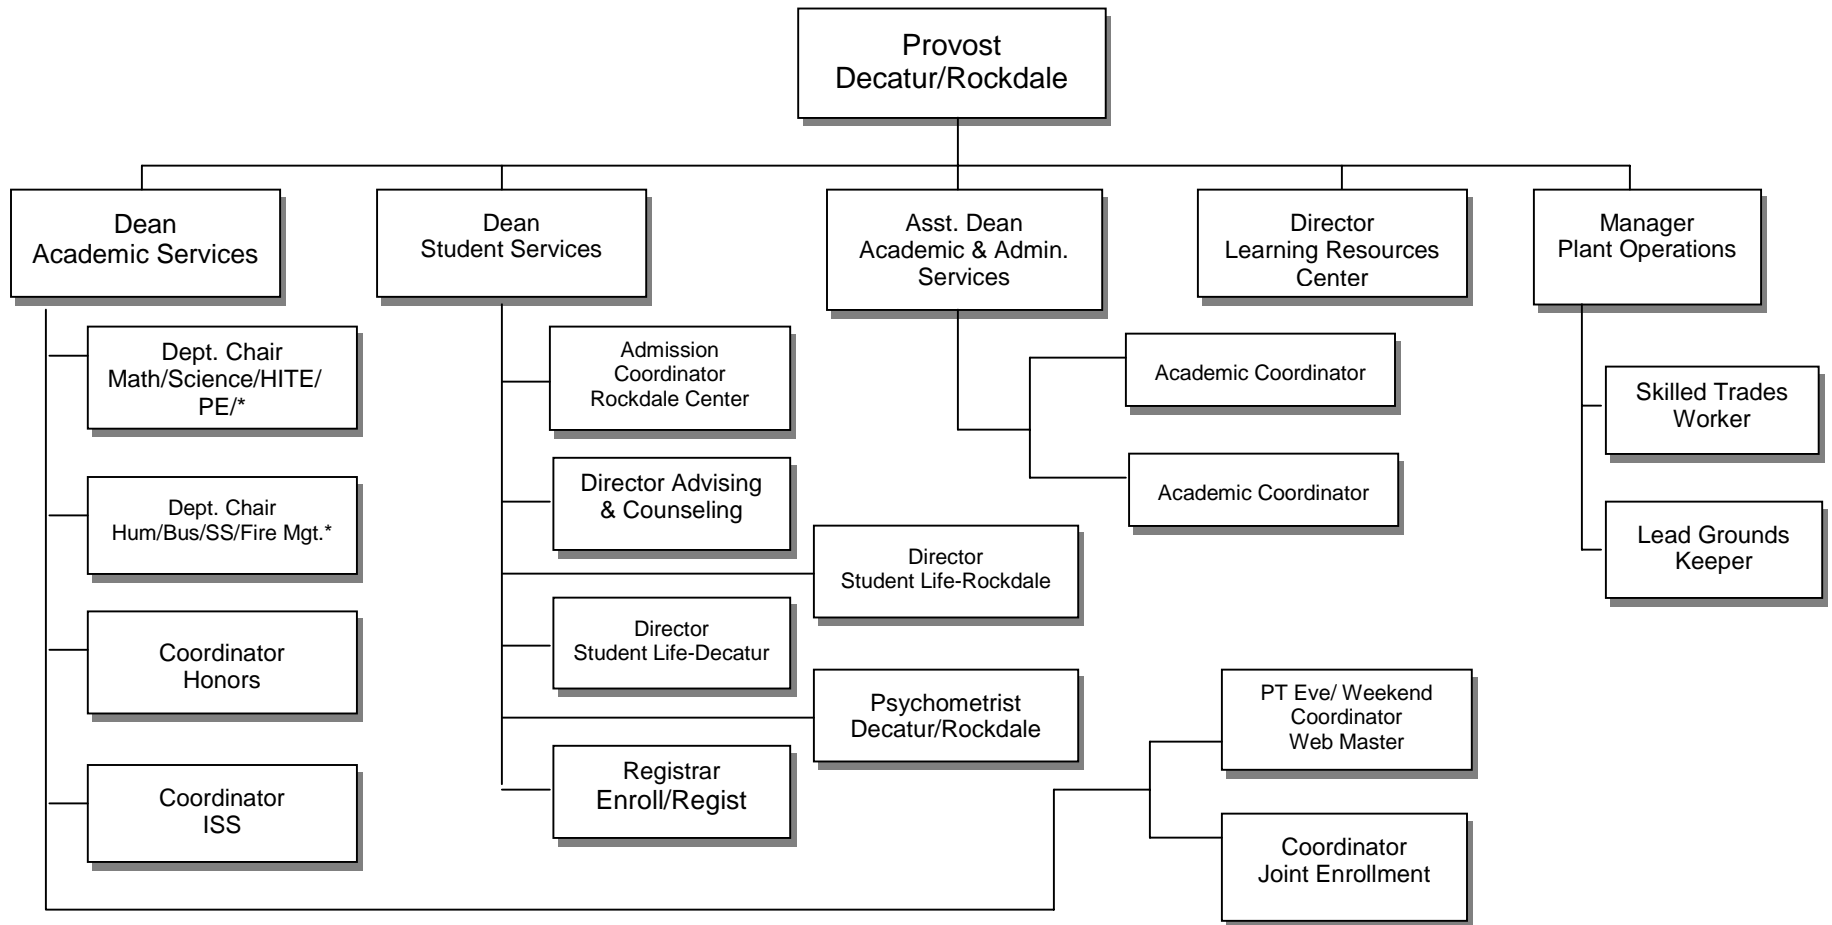 Provost
Decatur/Rockdale
Dean
Academic Services
Dean
Student Services
Asst. Dean
Academic & Admin.
Services
Director
Learning Resources
Center
Manager
Plant Operations
Dept. Chair
Math/Science/HITE/
PE/*
Dept. Chair
Hum/Bus/SS/Fire Mgt.*
Coordinator
Honors
Coordinator
ISS
Admission
Coordinator
Rockdale Center
Director Advising
& Counseling
Director
Student Life-Rockdale
Director
Student Life-Decatur
Psychometrist
Decatur/Rockdale
Registrar
Enroll/Regist
Academic Coordinator
Academic Coordinator
Skilled Trades
Worker
Lead Grounds
Keeper
PT Eve/ Weekend
Coordinator
Web Master
Coordinator
Joint Enrollment